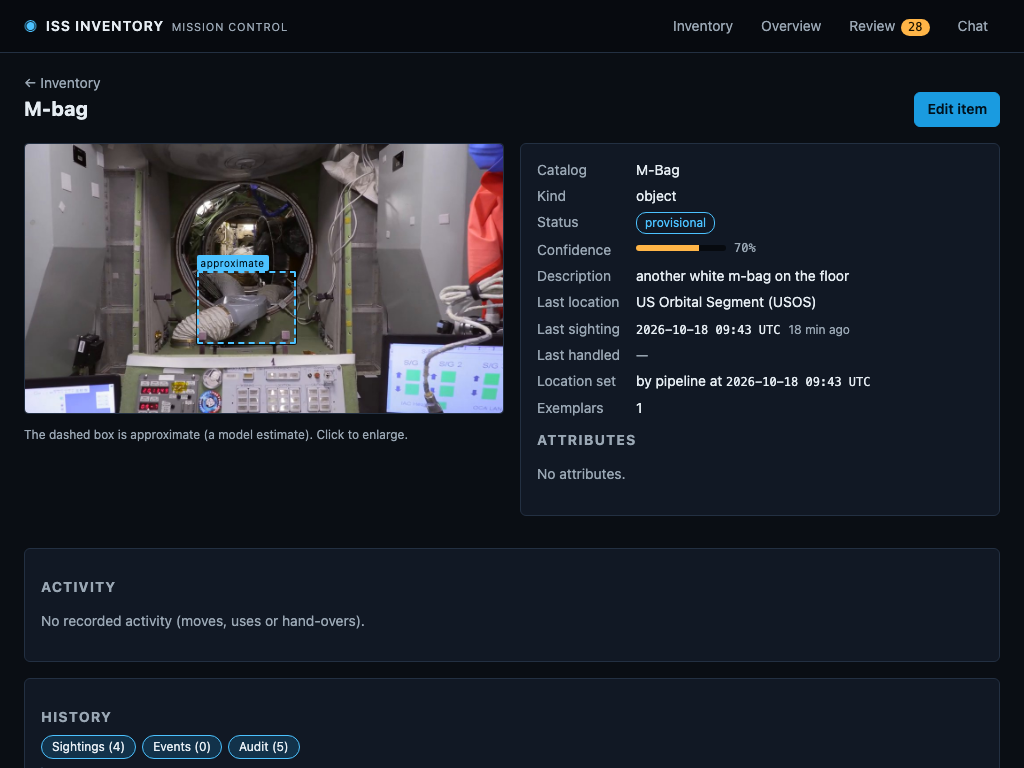 ISS INVENTORY MISSION CONTROL
Inventory
Overview
Review 28
Chat
← Inventory
M-bag
Edit item
approximate
S/G 2
The dashed box is approximate (a model estimate). Click to enlarge.
Catalog M-Bag
Kind object
Status provisional
Confidence 70%
Description another white m-bag on the floor
Last location US Orbital Segment (USOS)
Last sighting 2026-10-18 09:43 UTC 18 min ago
Last handled —
Location set by pipeline at 2026-10-18 09:43 UTC
Exemplars 1
ATTRIBUTES
No attributes.
ACTIVITY
No recorded activity (moves, uses or hand-overs).
HISTORY
Sightings (4)
Events (0)
Audit (5)